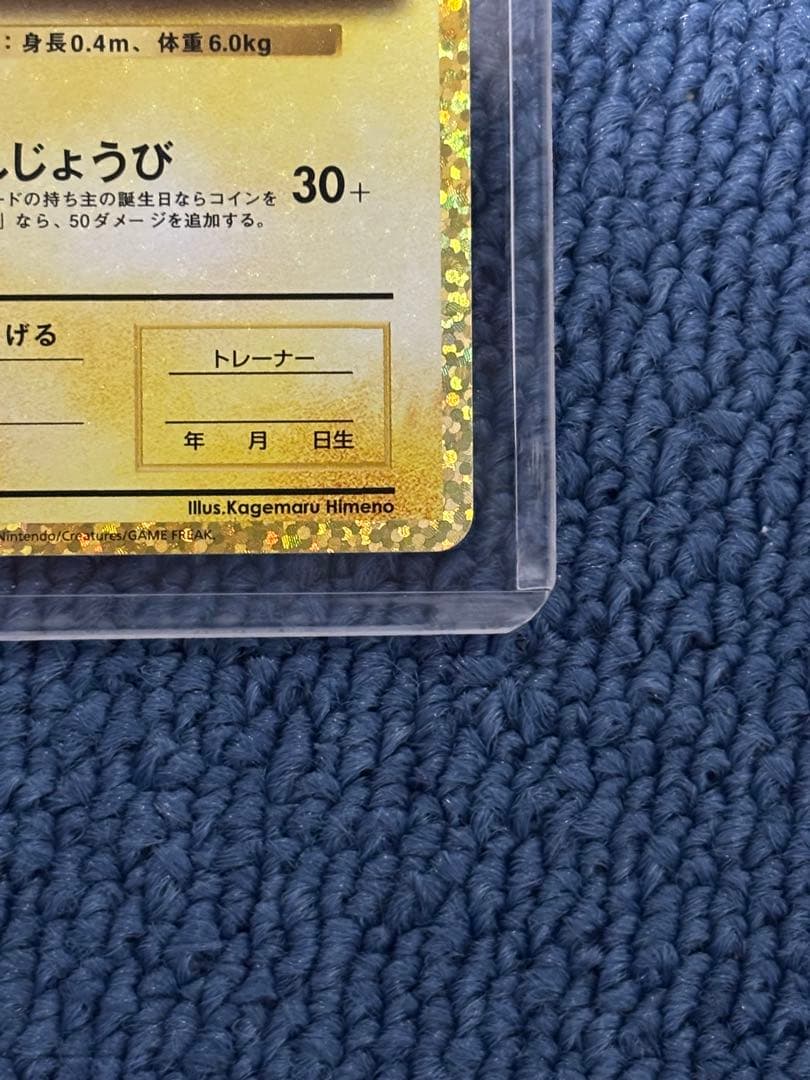 ：身長0.4m、体重6.0kg
んじょうび
30+
ードの持ち主の誕生日ならコインを
」なら、50ダメージを追加する。
げる
トレーナー
年 月 日生
Illus.Kagemaru Himeno
Nintendo/Creatures/GAME FREAK.